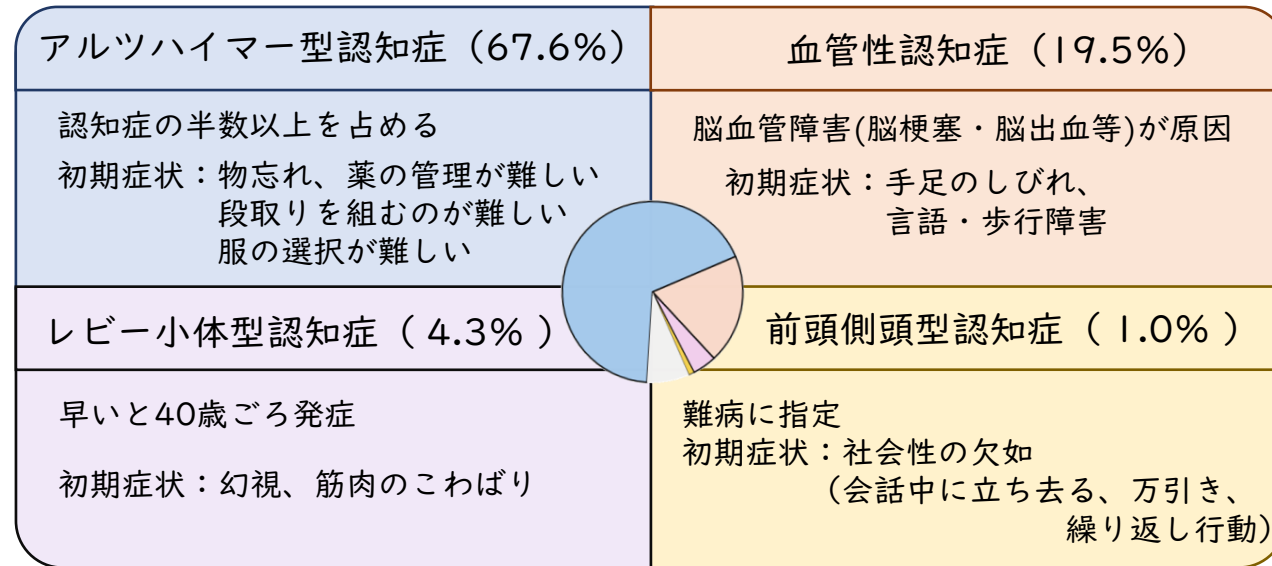 アルツハイマー型認知症（67.6%）
認知症の半数以上を占める
初期症状：物忘れ、薬の管理が難しい
段取りを組むのが難しい
服の選択が難しい
血管性認知症（19.5%）
脳血管障害(脳梗塞・脳出血等)が原因
初期症状：手足のしびれ、
言語・歩行障害
レビー小体型認知症（ 4.3% ）
早いと40歳ごろ発症
初期症状：幻視、筋肉のこわばり
前頭側頭型認知症（ 1.0% ）
難病に指定
初期症状：社会性の欠如
（会話中に立ち去る、万引き、
繰り返し行動）